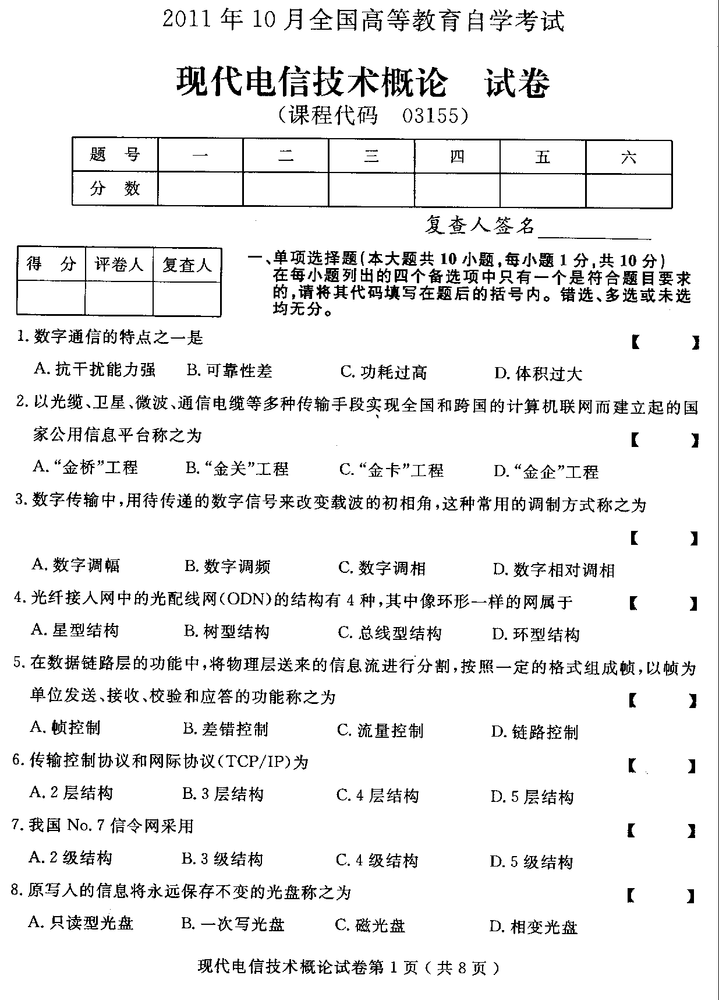 2011 年 10 月全国高等教育自学考试
现代电信技术概论 试卷
(课程代码 03155)
题 号 一 二 三 四 五 六
分 数
复查人签名
得 分 评卷人 复查人
一、单项选择题(本大题共 10 小题,每小题 1 分,共 10 分)
在每小题列出的四个备选项中只有一个是符合题目要求
的,请将其代码填写在题后的括号内。错选、多选或未选
均无分。
1. 数字通信的特点之一是 【 】
A. 抗干扰能力强 B. 可靠性差 C. 功耗过高 D. 体积过大
2. 以光缆、卫星、微波、通信电缆等多种传输手段实现全国和跨国的计算机联网而建立起的国
家公用信息平台称之为 【 】
A. “金桥”工程 B. “金关”工程 C. “金卡”工程 D. “金企”工程
3. 数字传输中,用待传递的数字信号来改变载波的初相角,这种常用的调制方式称之为
【 】
A. 数字调幅 B. 数字调频 C. 数字调相 D. 数字相对调相
4. 光纤接入网中的光配线网(ODN)的结构有 4 种,其中像环形一样的网属于 【 】
A. 星型结构 B. 树型结构 C. 总线型结构 D. 环型结构
5. 在数据链路层的功能中,将物理层送来的信息流进行分割,按照一定的格式组成帧,以帧为
单位发送、接收、校验和应答的功能称之为 【 】
A. 帧控制 B. 差错控制 C. 流量控制 D. 链路控制
6. 传输控制协议和网际协议(TCP/IP)为 【 】
A. 2 层结构 B. 3 层结构 C. 4 层结构 D. 5 层结构
7. 我国 No. 7 信令网采用 【 】
A. 2 级结构 B. 3 级结构 C. 4 级结构 D. 5 级结构
8. 原写入的信息将永远保存不变的光盘称之为 【 】
A. 只读型光盘 B. 一次写光盘 C. 磁光盘 D. 相变光盘
现代电信技术概论试卷第 1 页 ( 共 8 页 )